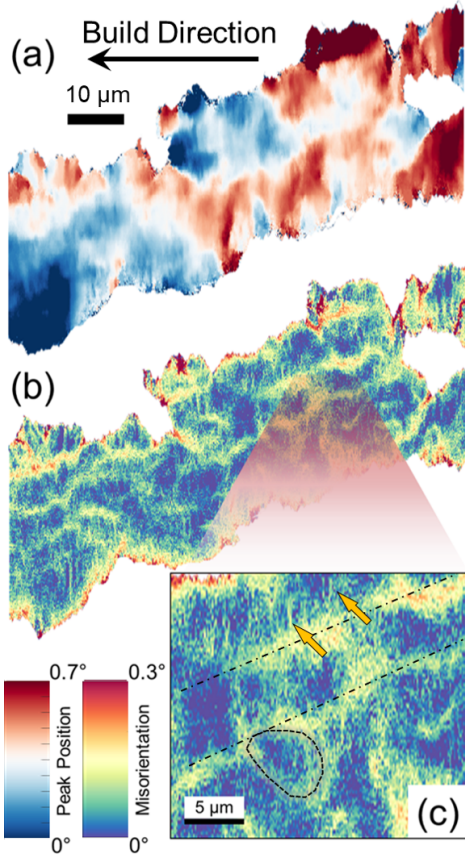 (a)
Build Direction
10 µm
(b)
0.7°
Peak Position
0°
0.3°
Misorientation
0°
5 µm
(c)